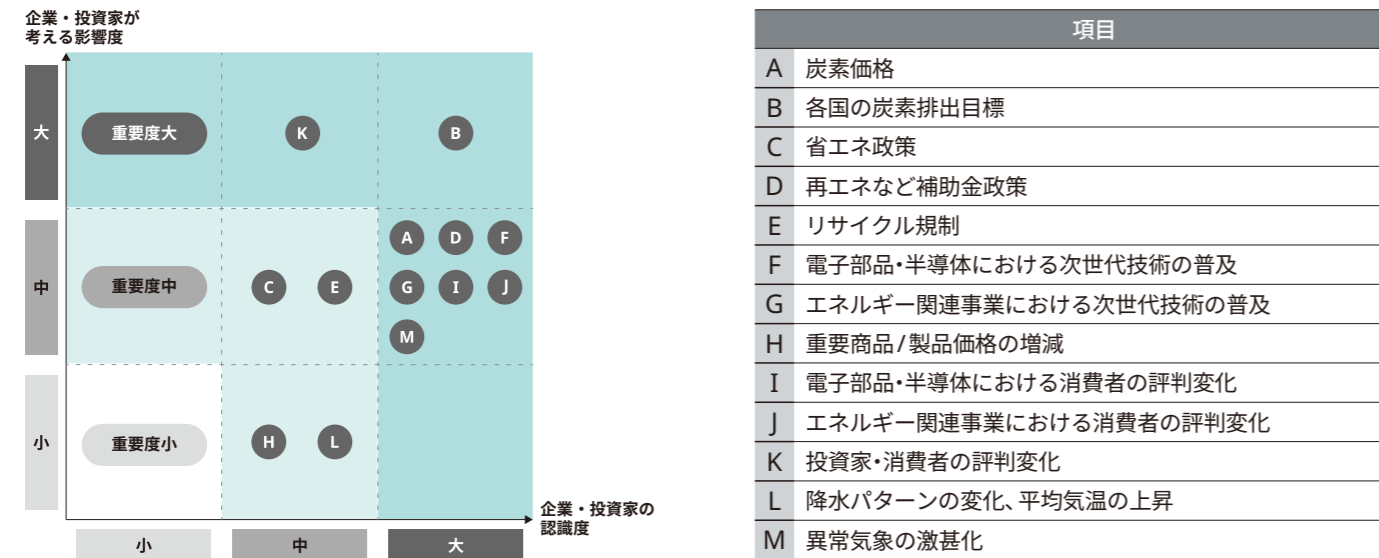 企業・投資家が
考える影響度
大
重要度大
K
B
A
D
F
中
重要度中
C
E
G
I
J
M
小
重要度小
H
L
企業・投資家の
認識度
小
中
大
項目
A 炭素価格
B 各国の炭素排出目標
C 省エネ政策
D 再エネなど補助金政策
E リサイクル規制
F 電子部品・半導体における次世代技術の普及
G エネルギー関連事業における次世代技術の普及
H 重要商品/製品価格の増減
I 電子部品・半導体における消費者の評判変化
J エネルギー関連事業における消費者の評判変化
K 投資家・消費者の評判変化
L 降水パターンの変化、平均気温の上昇
M 異常気象の激甚化